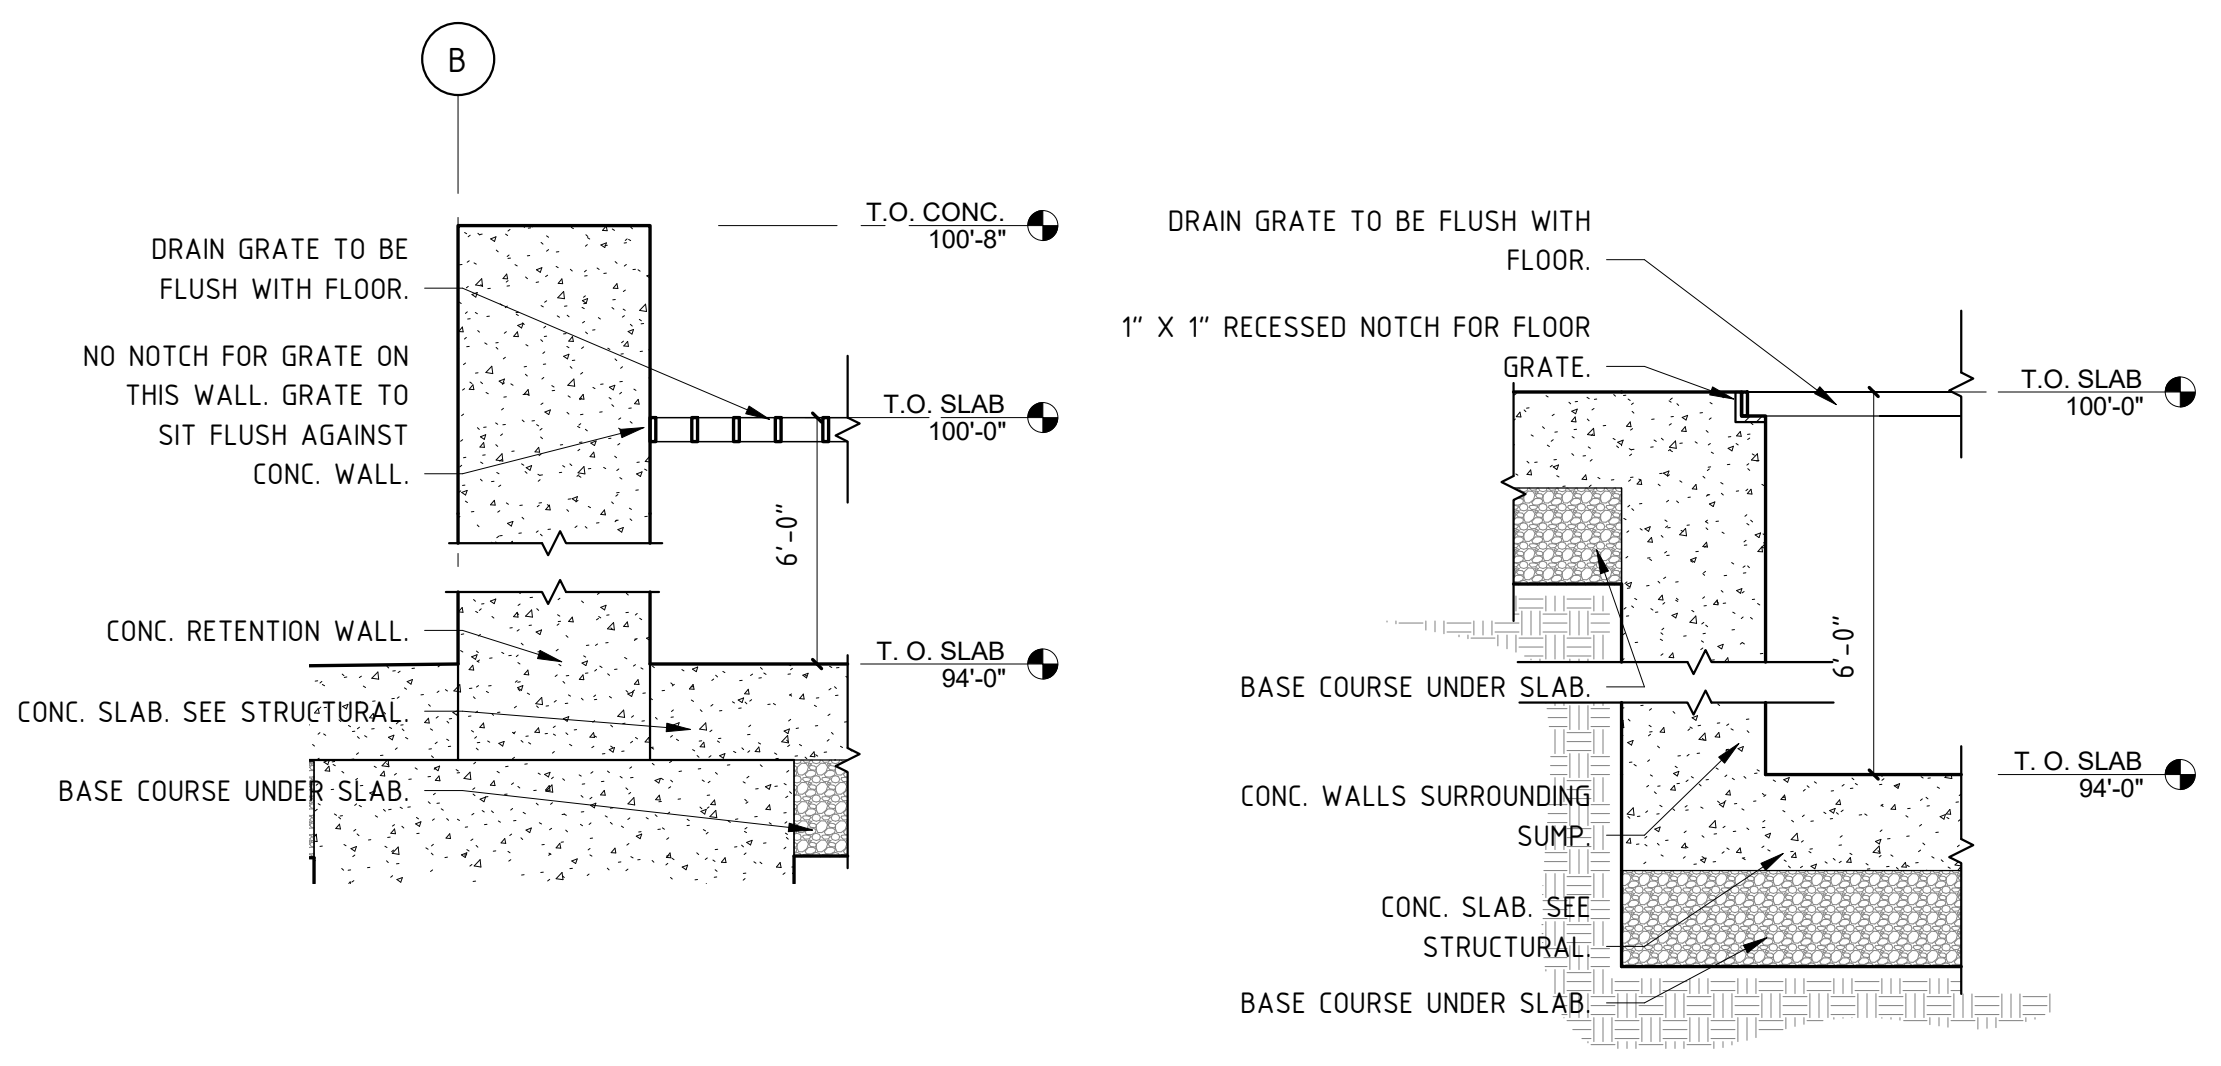 B
T.O. CONC.
100'-8"
DRAIN GRATE TO BE
FLUSH WITH FLOOR.
NO NOTCH FOR GRATE ON
THIS WALL. GRATE TO
SIT FLUSH AGAINST
CONC. WALL.
T.O. SLAB
100'-0"
6'-0"
CONC. RETENTION WALL.
T. O. SLAB
94'-0"
CONC. SLAB. SEE STRUCTURAL.
BASE COURSE UNDER SLAB.
DRAIN GRATE TO BE FLUSH WITH
FLOOR.
1" X 1" RECESSED NOTCH FOR FLOOR
GRATE.
T.O. SLAB
100'-0"
6'-0"
BASE COURSE UNDER SLAB.
T. O. SLAB
94'-0"
CONC. WALLS SURROUNDING
SUMP.
CONC. SLAB. SEE
STRUCTURAL.
BASE COURSE UNDER SLAB.